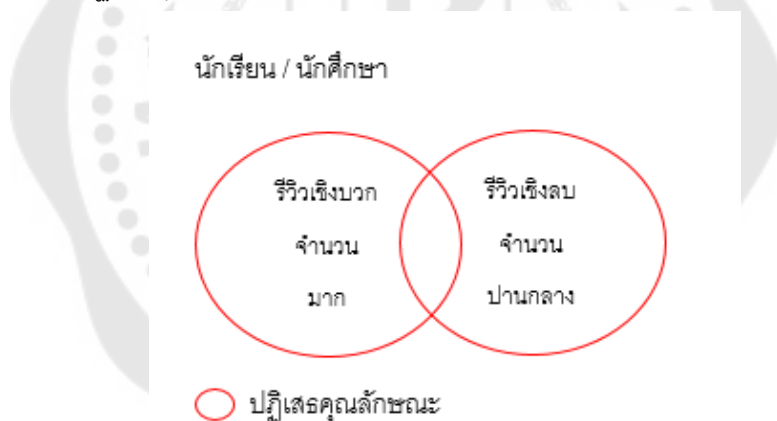 นักเรียน / นักศึกษา
รีวิวเชิงบวก
จำนวน
มาก
รีวิวเชิงลบ
จำนวน
ปานกลาง
ปฏิเสธคุณลักษณะ